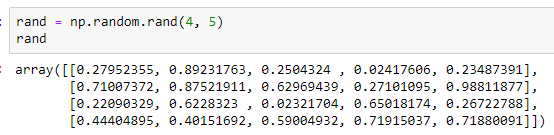 rand = np.random.rand(4, 5)
rand
array([[0.27952355, 0.89231763, 0.2504324 , 0.02417606, 0.23487391],
       [0.71007372, 0.87521911, 0.62969439, 0.27101095, 0.98811877],
       [0.22090329, 0.6228323 , 0.02321704, 0.65018174, 0.26722788],
       [0.44404895, 0.40151692, 0.59004932, 0.71915037, 0.71880091]])